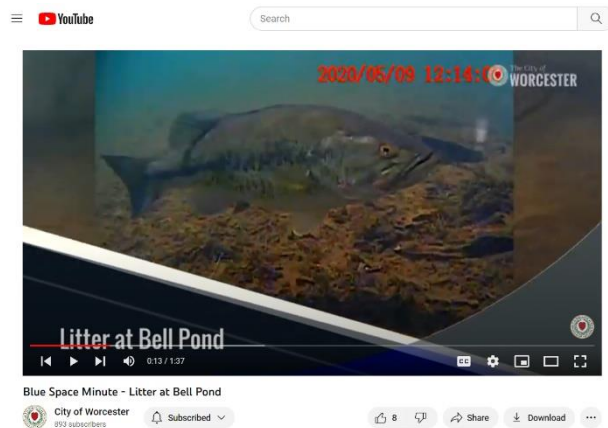 YouTube
Search
2020/05/09 12:14:
The City of
WORCESTER
Litter at Bell Pond
0:13 / 1:37
CC
Blue Space Minute - Litter at Bell Pond
City of Worcester
893 subscribers
Subscribed
8
Share
Download